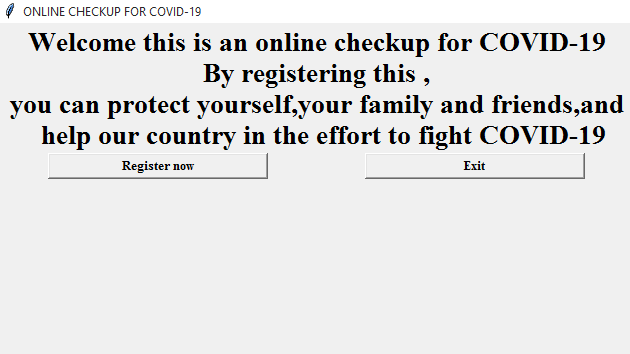 ONLINE CHECKUP FOR COVID-19
Welcome this is an online checkup for COVID-19
By registering this ,
you can protect yourself,your family and friends,and
help our country in the effort to fight COVID-19
Register now
Exit